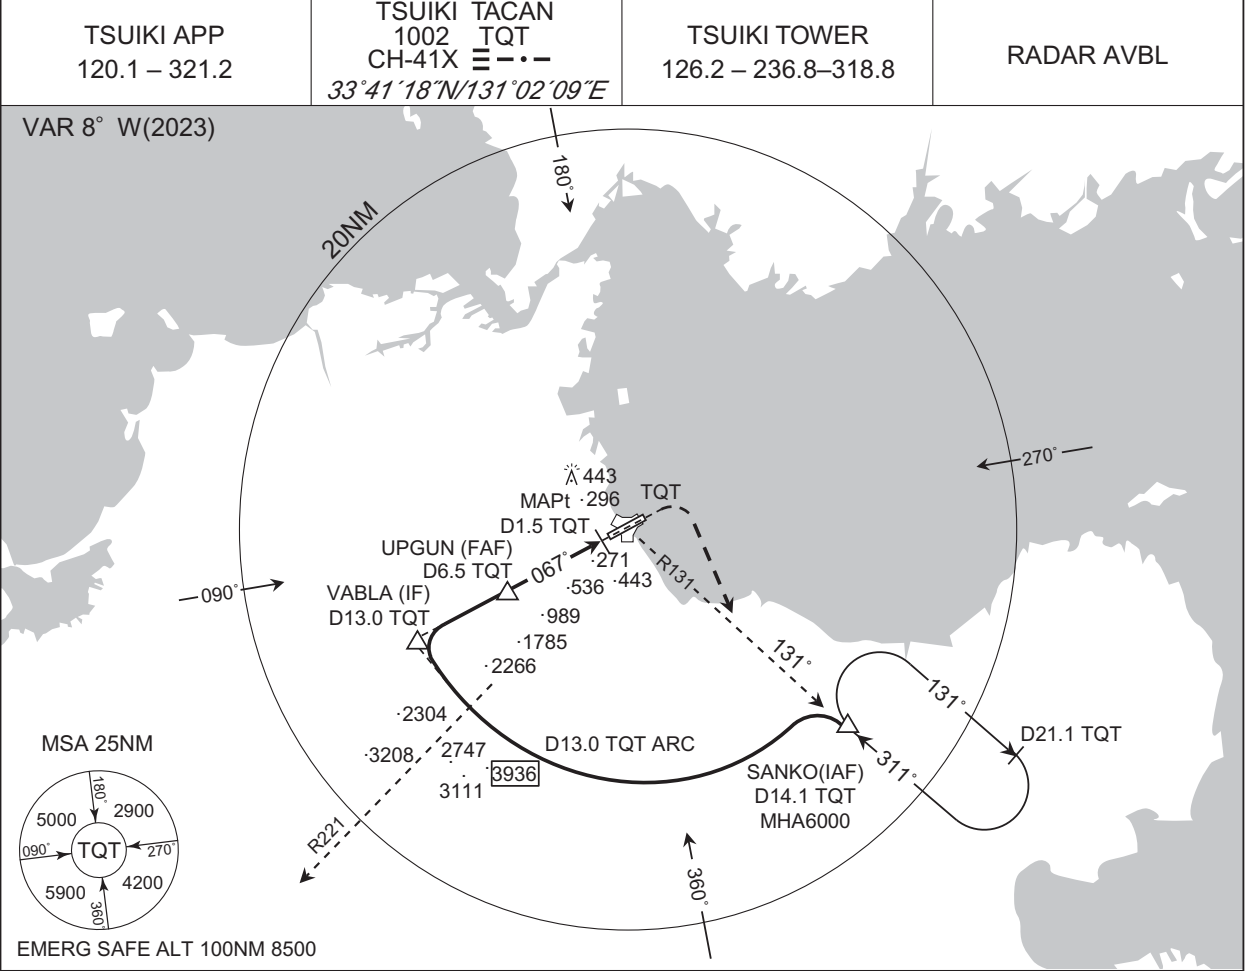 TSUIKI APP
120.1 – 321.2
TSUIKI TACAN
1002 TQT
CH-41X
33°41´18˝N/131°02´09˝E
TSUIKI TOWER
126.2 – 236.8–318.8
RADAR AVBL
VAR 8° W(2023)
180°
20NM
270°
443
MAPt ·296
TQT
D1.5 TQT
UPGUN (FAF)
D6.5 TQT
067°
·271
·443
·536
R131
090°
VABLA (IF)
D13.0 TQT
·989
·1785
·2266
131°
131°
·2304
D13.0 TQT ARC
D21.1 TQT
·3208
2747
3936
3111
311°
SANKO(IAF)
D14.1 TQT
MHA6000
R221
360°
MSA 25NM
180°
5000
2900
090°
TQT
270°
5900
4200
360°
EMERG SAFE ALT 100NM 8500